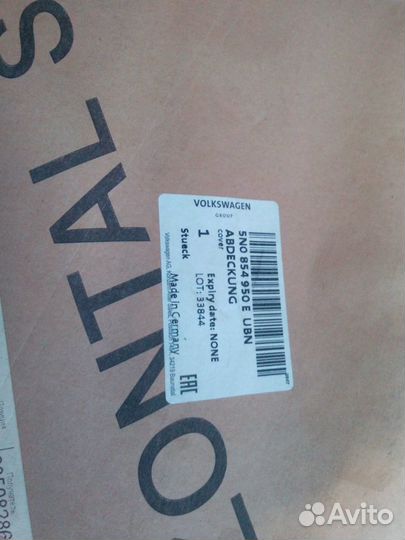 ONTAL S
VOLKSWAGEN
GROUP
5N0 854 950 E UBN
ABDECKUNG
cover
1
Stueck
Expiry date: NONE
LOT: 33844
Made in Germany
EAC
Avito